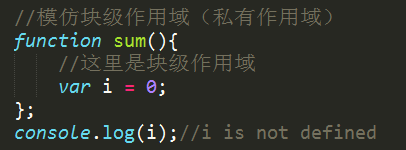 //模仿块级作用域（私有作用域）
function sum(){
    //这里是块级作用域
    var i = 0;
};
console.log(i);//i is not defined